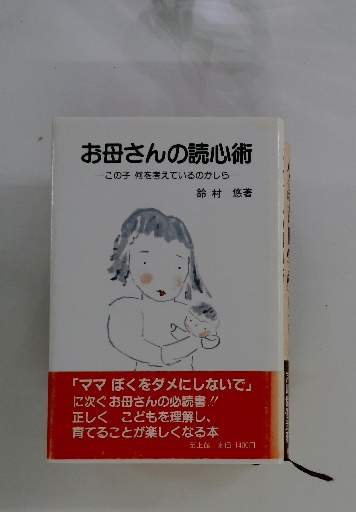 お母さんの読心術
―この子 何を考えているのかしら―
鈴村 悠著
「ママ ぼくをダメにしないで」
に次ぐお母さんの必読書!!
正しく こどもを理解し、
育てることが楽しくなる本